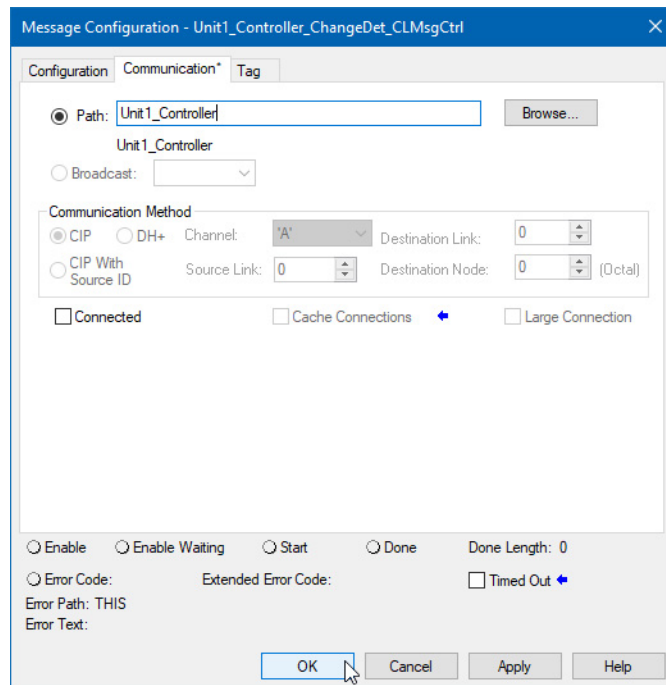 Message Configuration - Unit1_Controller_ChangeDet_CLMsgCtrl
Configuration Communication* Tag
Path: Unit1_Controller Browse...
Unit1_Controller
Broadcast:
Communication Method
CIP DH+ Channel: 'A' Destination Link: 0
CIP With Source ID Source Link: 0 Destination Node: 0 (Octal)
Connected Cache Connections Large Connection
Enable Enable Waiting Start Done Done Length: 0
Error Code: Extended Error Code: Timed Out
Error Path: THIS
Error Text:
OK Cancel Apply Help